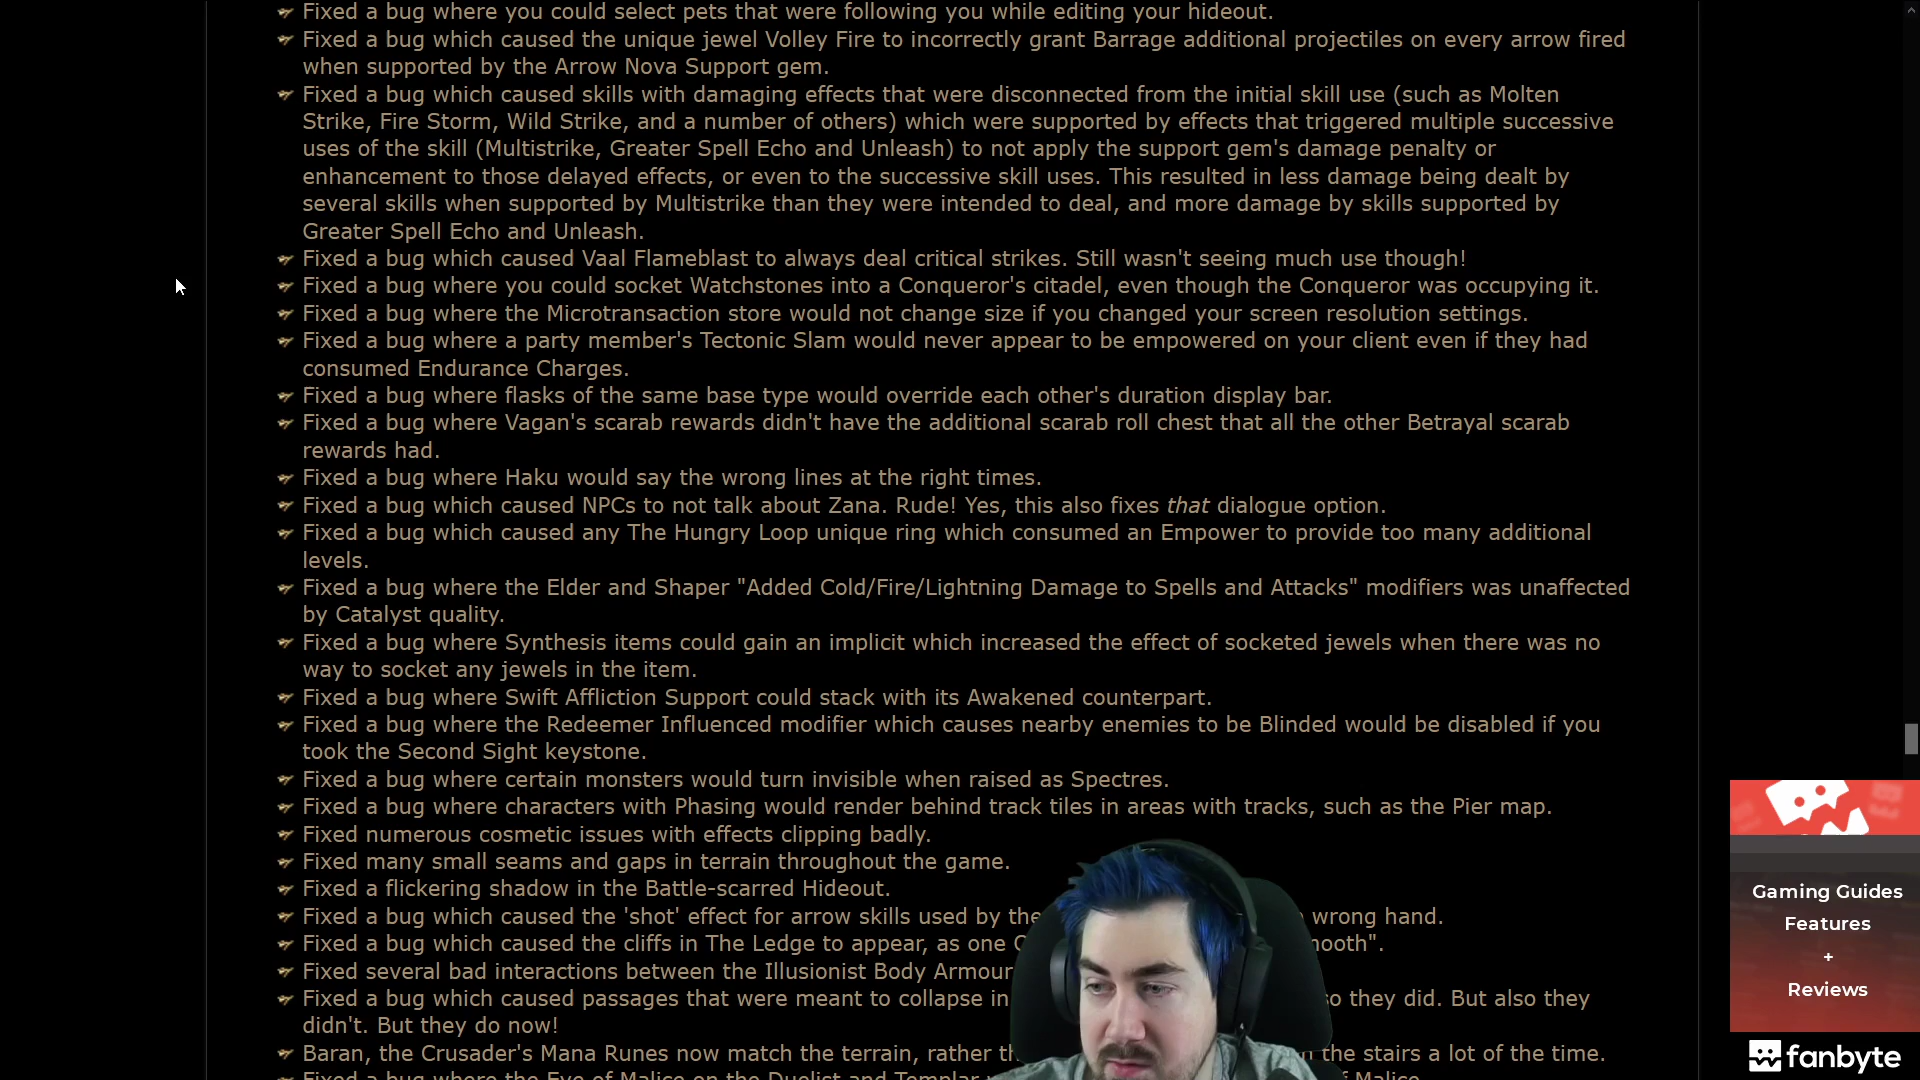 Fixed a bug where you could select pets that were following you while editing your hideout.
Fixed a bug which caused the unique jewel Volley Fire to incorrectly grant Barrage additional projectiles on every arrow fired
when supported by the Arrow Nova Support gem.
Fixed a bug which caused skills with damaging effects that were disconnected from the initial skill use (such as Molten
Strike, Fire Storm, Wild Strike, and a number of others) which were supported by effects that triggered multiple successive
uses of the skill (Multistrike, Greater Spell Echo and Unleash) to not apply the support gem's damage penalty or
enhancement to those delayed effects, or even to the successive skill uses. This resulted in less damage being dealt by
several skills when supported by Multistrike than they were intended to deal, and more damage by skills supported by
Greater Spell Echo and Unleash.
Fixed a bug which caused Vaal Flameblast to always deal critical strikes. Still wasn't seeing much use though!
Fixed a bug where you could socket Watchstones into a Conqueror's citadel, even though the Conqueror was occupying it.
Fixed a bug where the Microtransaction store would not change size if you changed your screen resolution settings.
Fixed a bug where a party member's Tectonic Slam would never appear to be empowered on your client even if they had
consumed Endurance Charges.
Fixed a bug where flasks of the same base type would override each other's duration display bar.
Fixed a bug where Vagan's scarab rewards didn't have the additional scarab roll chest that all the other Betrayal scarab
rewards had.
Fixed a bug where Haku would say the wrong lines at the right times.
Fixed a bug which caused NPCs to not talk about Zana. Rude! Yes, this also fixes that dialogue option.
Fixed a bug which caused any The Hungry Loop unique ring which consumed an Empower to provide too many additional
levels.
Fixed a bug where the Elder and Shaper "Added Cold/Fire/Lightning Damage to Spells and Attacks" modifiers was unaffected
by Catalyst quality.
Fixed a bug where Synthesis items could gain an implicit which increased the effect of socketed jewels when there was no
way to socket any jewels in the item.
Fixed a bug where Swift Affliction Support could stack with its Awakened counterpart.
Fixed a bug where the Redeemer Influenced modifier which causes nearby enemies to be Blinded would be disabled if you
took the Second Sight keystone.
Fixed a bug where certain monsters would turn invisible when raised as Spectres.
Fixed a bug where characters with Phasing would render behind track tiles in areas with tracks, such as the Pier map.
Fixed numerous cosmetic issues with effects clipping badly.
Fixed many small seams and gaps in terrain throughout the game.
Fixed a flickering shadow in the Battle-scarred Hideout.
Fixed a bug which caused the 'shot' effect for arrow skills used by the wrong hand.
Fixed a bug which caused the cliffs in The Ledge to appear, as one
Fixed several bad interactions between the Illusionist Body Armour
Fixed a bug which caused passages that were meant to collapse in so they did. But also they
didn't. But they do now!
Baran, the Crusader's Mana Runes now match the terrain, rather the stairs a lot of the time.
Fixed a bug where the Eye of Malice on the Duelist and Templar
Gaming Guides
Features
+
Reviews
fanbyte